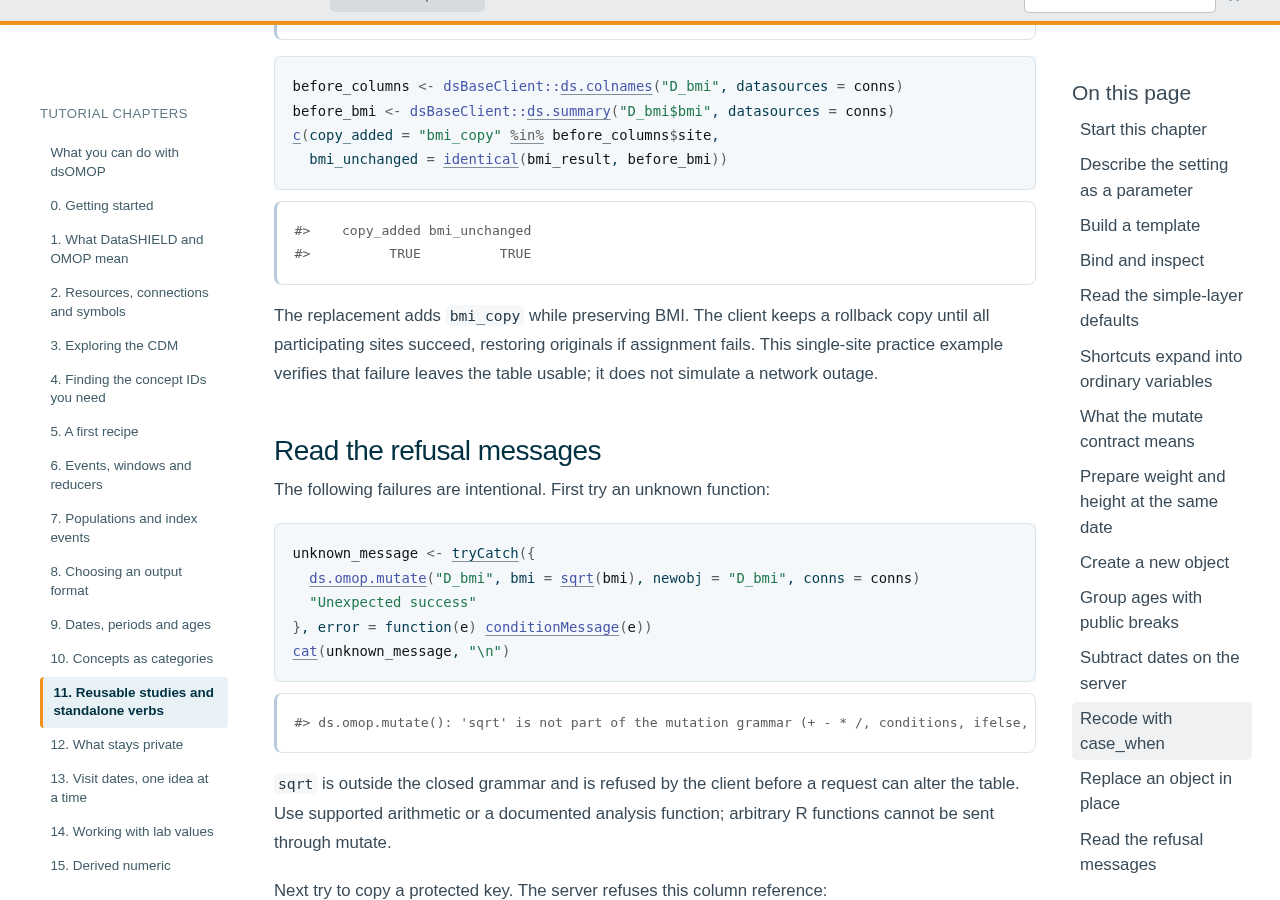 TUTORIAL CHAPTERS
What you can do with
dsOMOP
0. Getting started
1. What DataSHIELD and
OMOP mean
2. Resources, connections
and symbols
3. Exploring the CDM
4. Finding the concept IDs
you need
5. A first recipe
6. Events, windows and
reducers
7. Populations and index
events
8. Choosing an output
format
9. Dates, periods and ages
10. Concepts as categories
11. Reusable studies and
standalone verbs
12. What stays private
13. Visit dates, one idea at
a time
14. Working with lab values
15. Derived numeric
before_columns <- dsBaseClient::ds.colnames("D_bmi", datasources = conns)
before_bmi <- dsBaseClient::ds.summary("D_bmi$bmi", datasources = conns)
c(copy_added = "bmi_copy" %in% before_columns$site,
  bmi_unchanged = identical(bmi_result, before_bmi))
#>    copy_added bmi_unchanged
#>          TRUE          TRUE
The replacement adds bmi_copy while preserving BMI. The client keeps a rollback copy until all
participating sites succeed, restoring originals if assignment fails. This single-site practice example
verifies that failure leaves the table usable; it does not simulate a network outage.
Read the refusal messages
The following failures are intentional. First try an unknown function:
unknown_message <- tryCatch({
  ds.omop.mutate("D_bmi", bmi = sqrt(bmi), newobj = "D_bmi", conns = conns)
  "Unexpected success"
}, error = function(e) conditionMessage(e))
cat(unknown_message, "\n")
#> ds.omop.mutate(): 'sqrt' is not part of the mutation grammar (+ - * /, conditions, ifelse,
sqrt is outside the closed grammar and is refused by the client before a request can alter the table.
Use supported arithmetic or a documented analysis function; arbitrary R functions cannot be sent
through mutate.
Next try to copy a protected key. The server refuses this column reference:
On this page
Start this chapter
Describe the setting
as a parameter
Build a template
Bind and inspect
Read the simple-layer
defaults
Shortcuts expand into
ordinary variables
What the mutate
contract means
Prepare weight and
height at the same
date
Create a new object
Group ages with
public breaks
Subtract dates on the
server
Recode with
case_when
Replace an object in
place
Read the refusal
messages